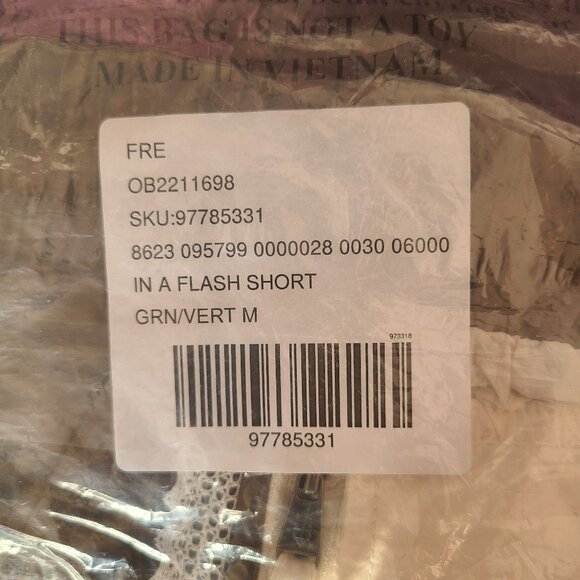 THIS BAG IS NOT A TOY
MADE IN VIETNAM
FRE
OB2211698
SKU:97785331
8623 095799 0000028 0030 06000
IN A FLASH SHORT
GRN/VERT M
973318
97785331